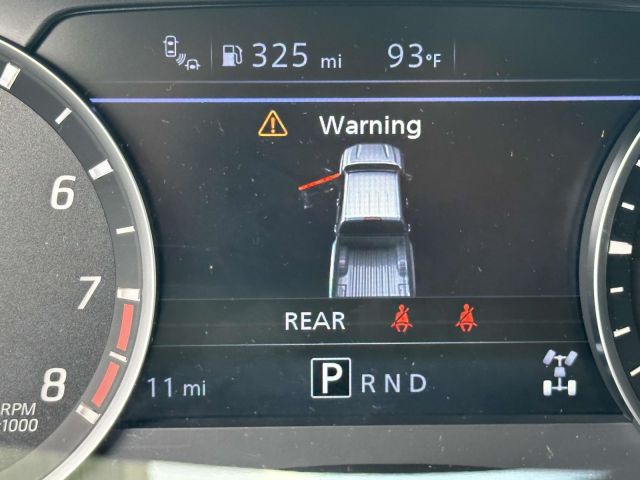 325 mi 93°F
Warning
6
7
REAR
8
11 mi P R N D
RPM
x1000